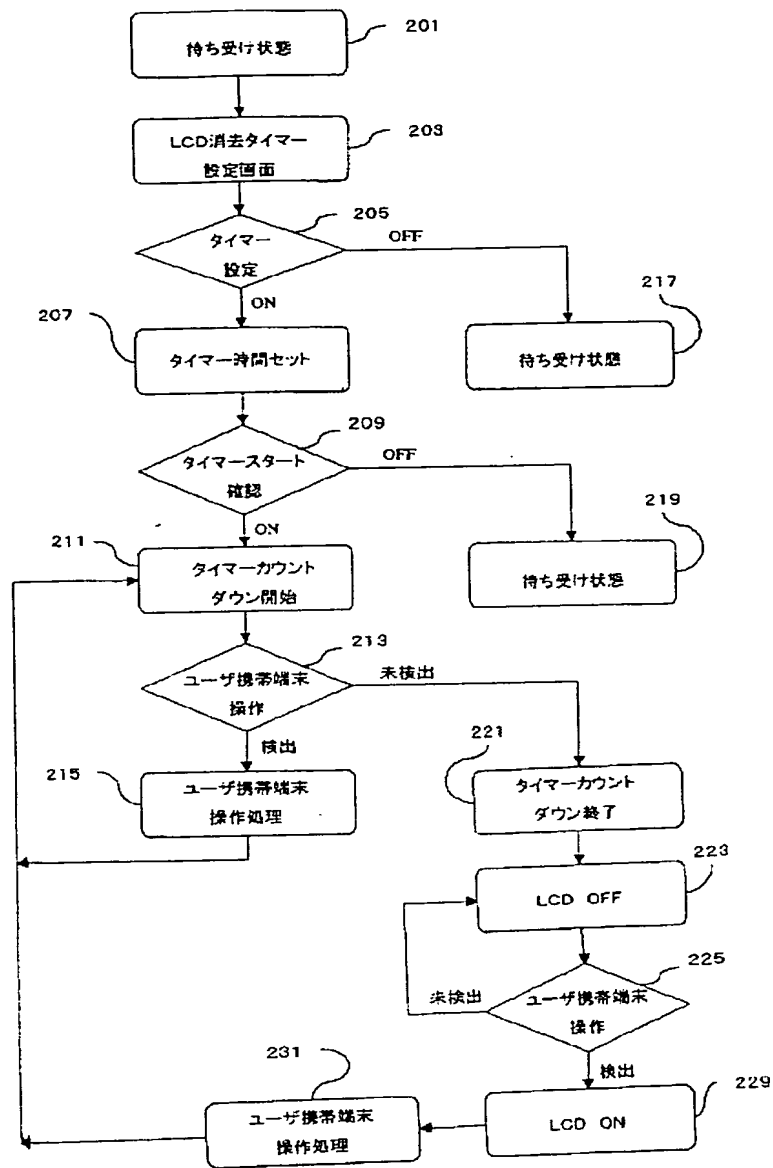 201
待ち受け状態
203
LCD消去タイマー
設定画面
205
タイマー
設定
OFF
ON
207
タイマー時間セット
217
待ち受け状態
209
タイマースタート
確認
OFF
ON
211
タイマーカウント
ダウン開始
219
待ち受け状態
213
ユーザ携帯端末
操作
未検出
検出
215
ユーザ携帯端末
操作処理
221
タイマーカウント
ダウン終了
223
LCD OFF
225
ユーザ携帯端末
操作
未検出
検出
231
ユーザ携帯端末
操作処理
LCD ON
229